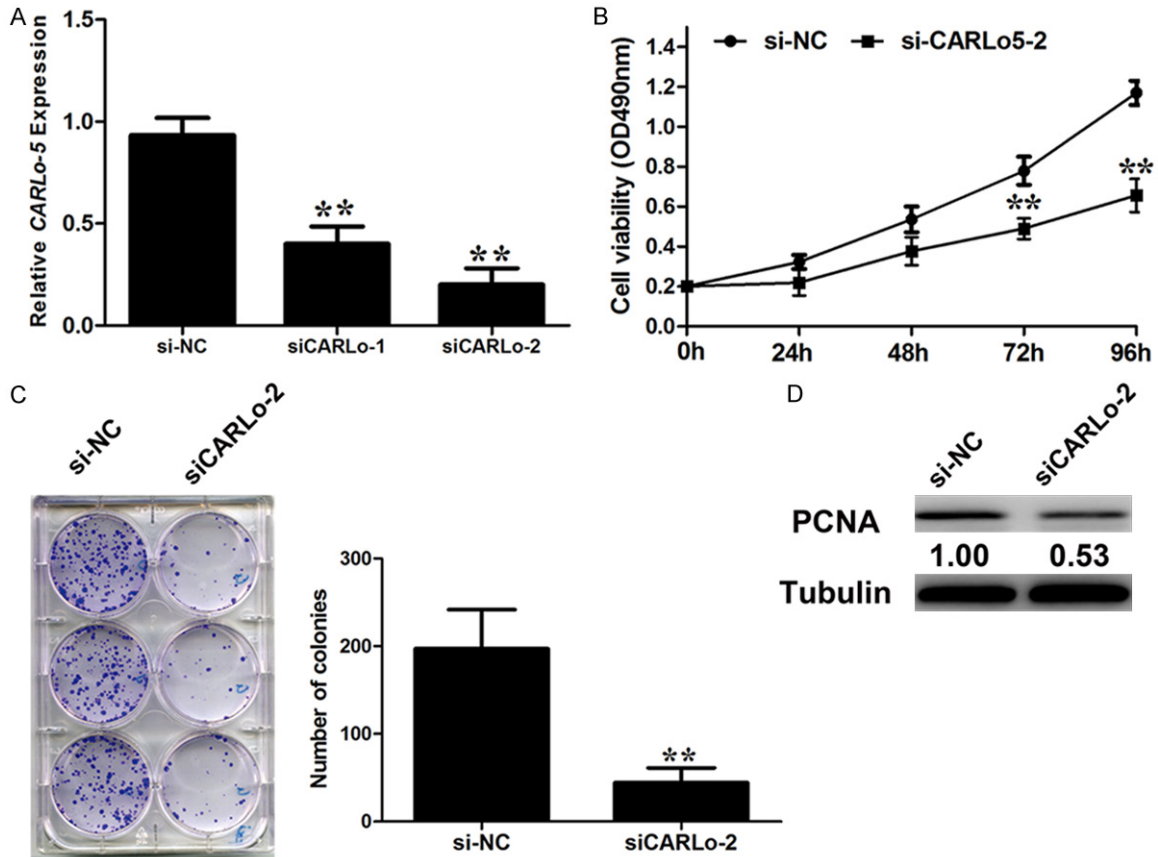 A
Relative CARLo-5 Expression
1.5
1.0
0.5
0.0
**
**
si-NC
siCARLo-1
siCARLo-2
B
Cell viability (OD490nm)
si-NC
si-CARLo5-2
1.4
1.2
1.0
0.8
0.6
0.4
0.2
0.0
**
**
0h
24h
48h
72h
96h
C
si-NC
siCARLo-2
Number of colonies
300
200
100
0
**
si-NC
siCARLo-2
D
si-NC
siCARLo-2
PCNA
1.00
0.53
Tubulin